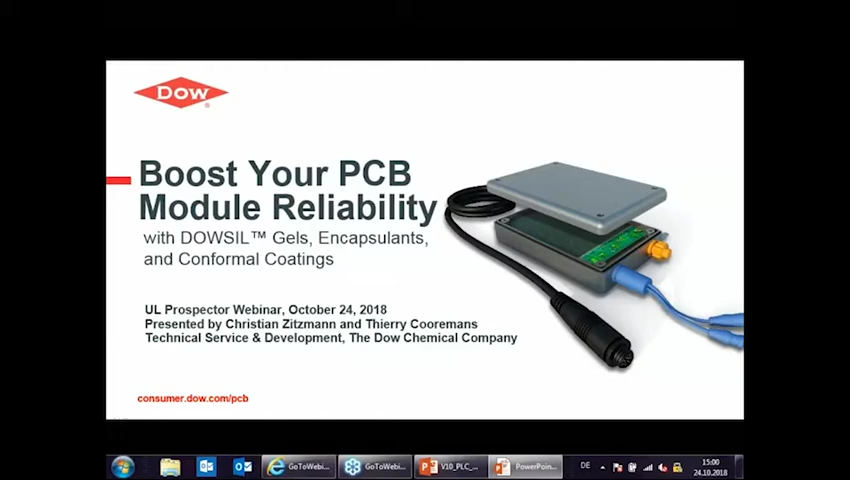 Dow
Boost Your PCB
Module Reliability
with DOWSIL™ Gels, Encapsulants,
and Conformal Coatings
UL Prospector Webinar, October 24, 2018
Presented by Christian Zitzmann and Thierry Cooremans
Technical Service & Development, The Dow Chemical Company
consumer.dow.com/pcb
GoToWebi... GoToWebi... V10_PLC_... PowerPoin... DE 15:00
24.10.2018